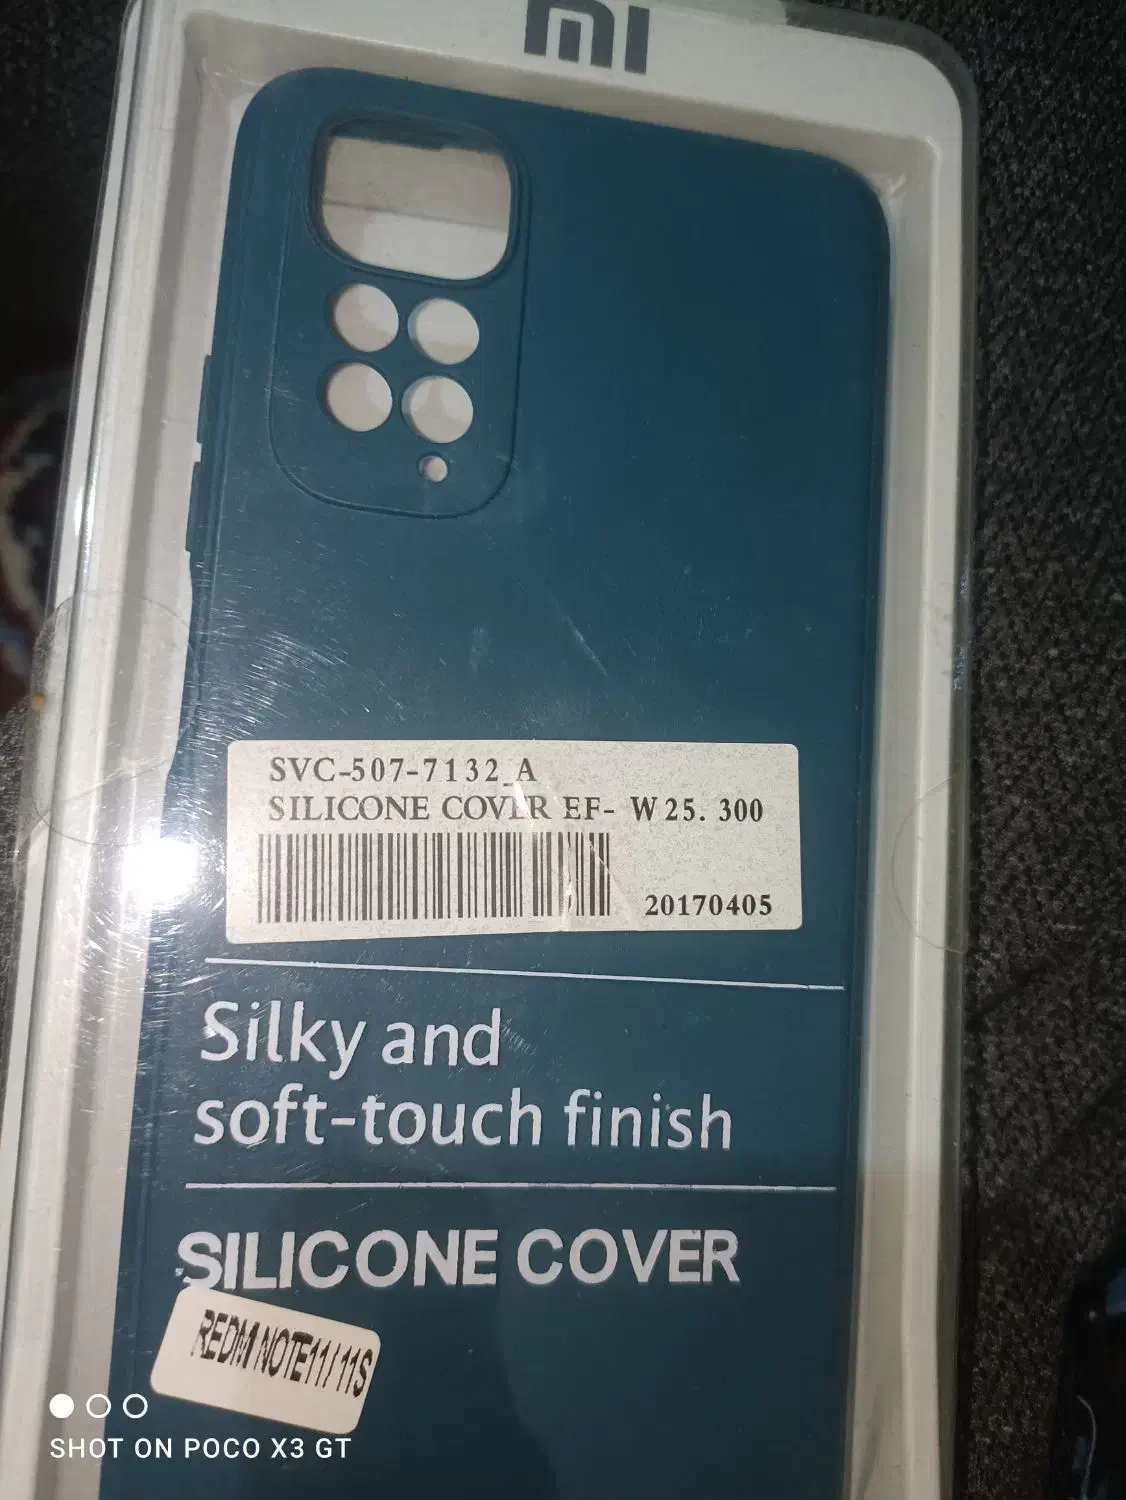 MI
SVC-507-7132_A
SILICONE COVER EF- W25. 300
20170405
Silky and
soft-touch finish
SILICONE COVER
REDMI NOTE11/11S
SHOT ON POCO X3 GT